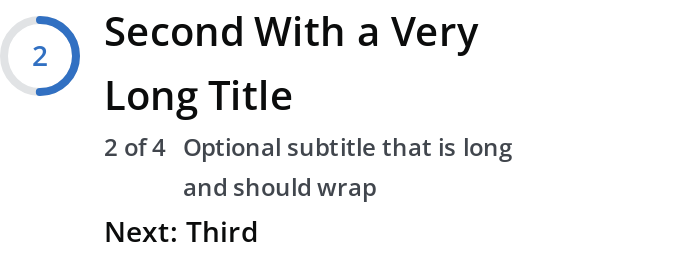 2
Second With a Very
Long Title
2 of 4 Optional subtitle that is long
and should wrap
Next: Third